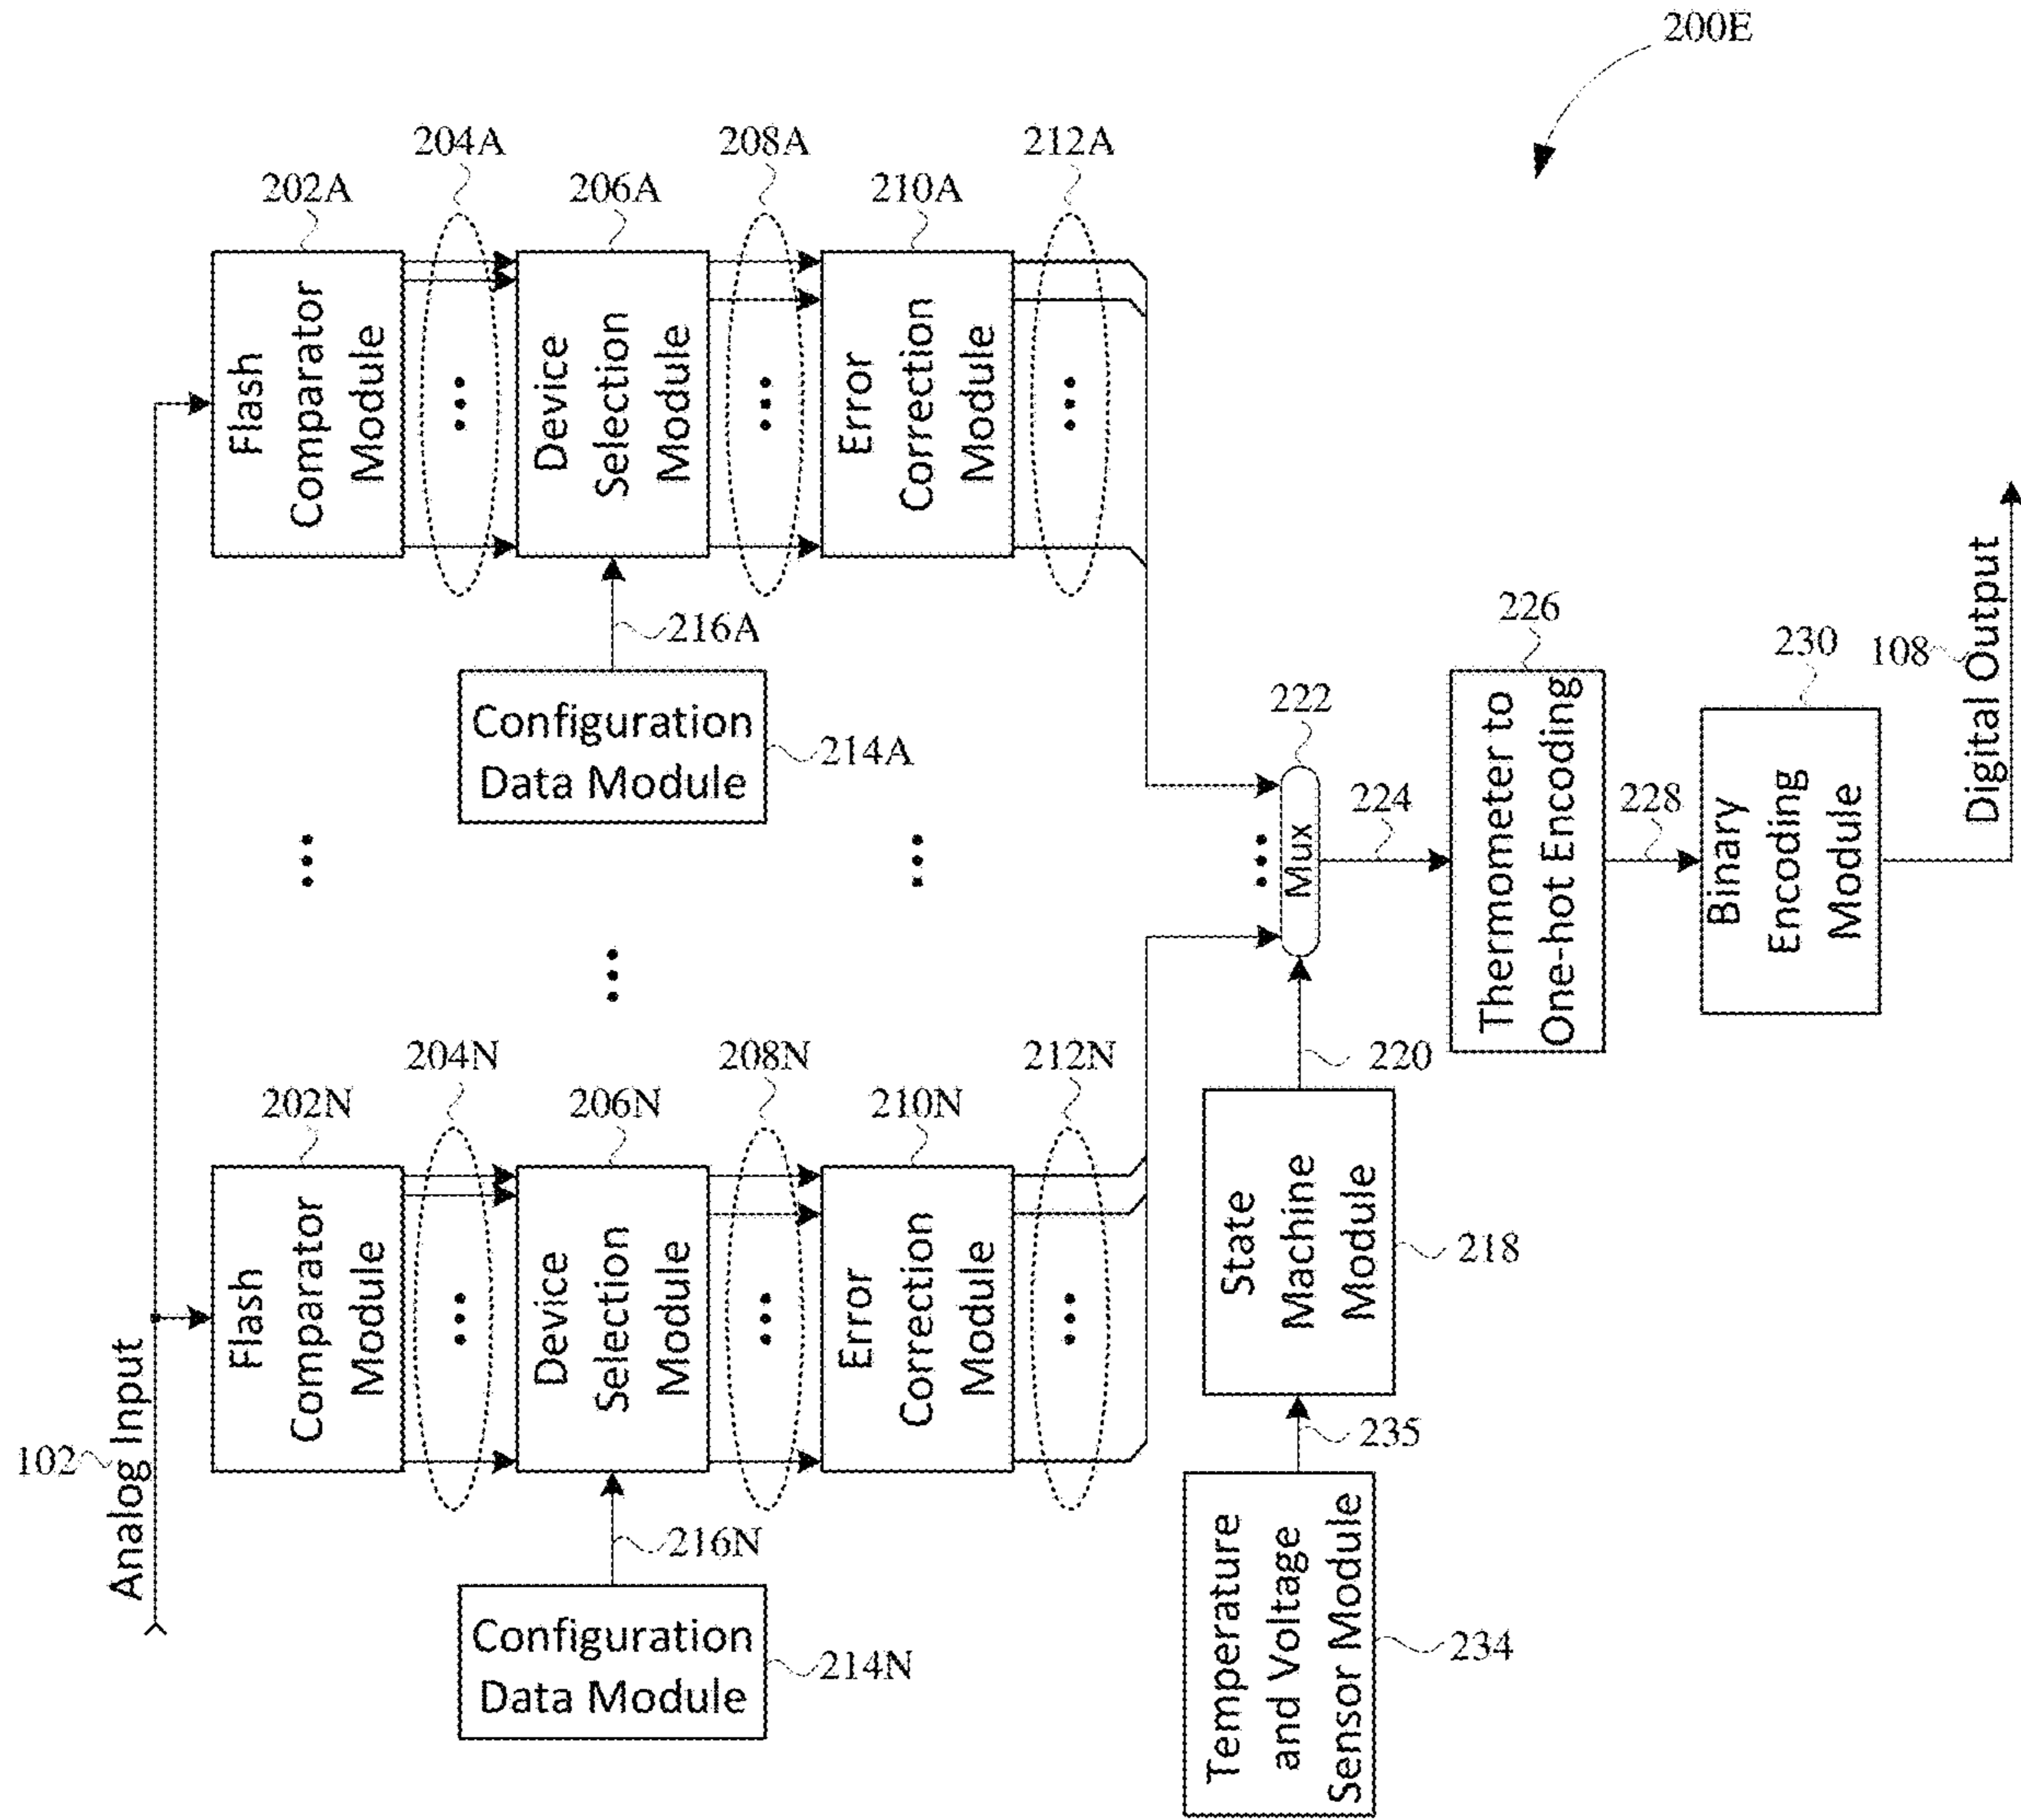 200E
204A
208A
212A
202A
206A
210A
Flash
Comparator
Module
Device
Selection
Module
Error
Correction
Module
216A
Configuration
Data Module
214A
222
Mux
224
226
Thermometer to
One-hot Encoding
228
230
Binary
Encoding
Module
108
Digital Output
204N
208N
212N
202N
206N
210N
Flash
Comparator
Module
Device
Selection
Module
Error
Correction
Module
220
State
Machine
Module
218
102
Analog Input
216N
Configuration
Data Module
214N
235
Temperature
and Voltage
Sensor Module
234